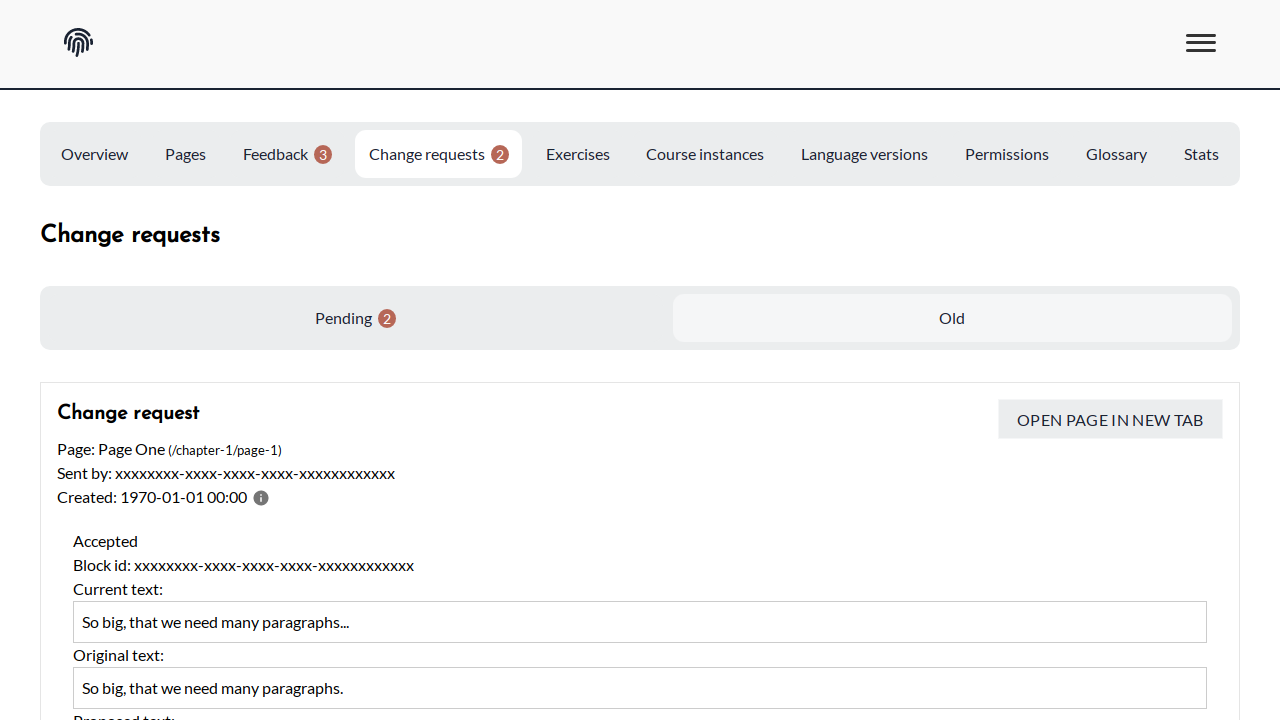 Overview Pages Feedback 3 Change requests 2 Exercises Course instances Language versions Permissions Glossary Stats
Change requests
Pending 2 Old
Change request
OPEN PAGE IN NEW TAB
Page: Page One (/chapter-1/page-1)
Sent by: xxxxxxxx-xxxx-xxxx-xxxx-xxxxxxxxxxxx
Created: 1970-01-01 00:00
Accepted
Block id: xxxxxxxx-xxxx-xxxx-xxxx-xxxxxxxxxxxx
Current text:
So big, that we need many paragraphs...
Original text:
So big, that we need many paragraphs.
Proposed text: